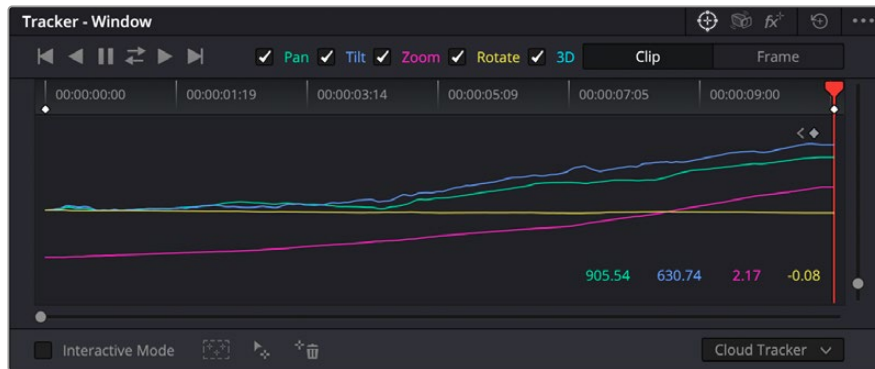 Tracker - Window
Pan Tilt Zoom Rotate 3D Clip Frame
00:00:00:00 00:00:01:19 00:00:03:14 00:00:05:09 00:00:07:05 00:00:09:00
905.54 630.74 2.17 -0.08
Interactive Mode Cloud Tracker